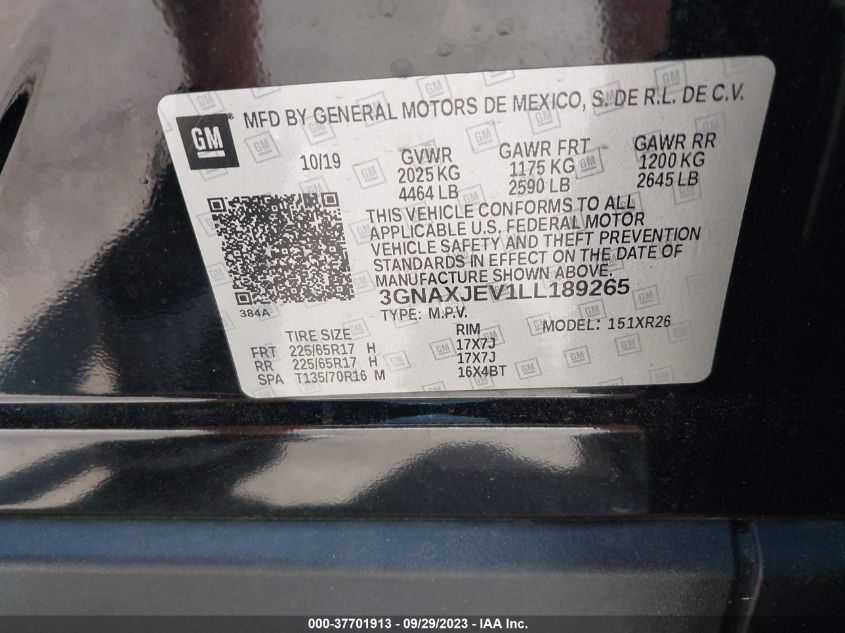 GM
MFD BY GENERAL MOTORS DE MEXICO, S. DE R.L. DE C.V.
10/19 GVWR GAWR FRT GAWR RR
2025 KG 1175 KG 1200 KG
4464 LB 2590 LB 2645 LB
THIS VEHICLE CONFORMS TO ALL
APPLICABLE U.S. FEDERAL MOTOR
VEHICLE SAFETY AND THEFT PREVENTION
STANDARDS IN EFFECT ON THE DATE OF
MANUFACTURE SHOWN ABOVE.
384A
3GNAXJEV1LL189265
TYPE: M.P.V. MODEL: 151XR26
TIRE SIZE RIM
FRT 225/65R17 H 17X7J
RR 225/65R17 H 17X7J
SPA T135/70R16 M 16X4BT
000-37701913 - 09/29/2023 - IAA Inc.